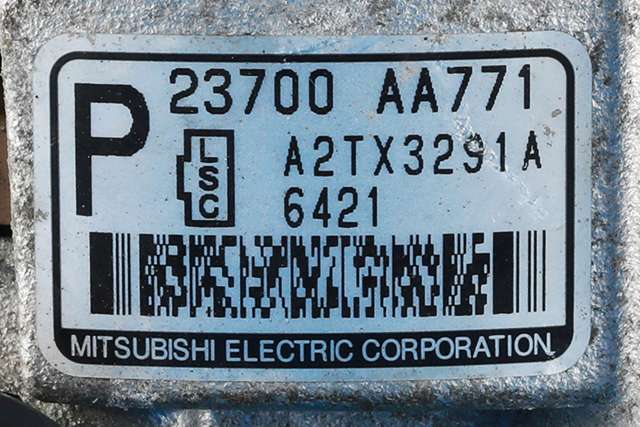 P 23700 AA771
LSC A2TX3291A
6421
MITSUBISHI ELECTRIC CORPORATION